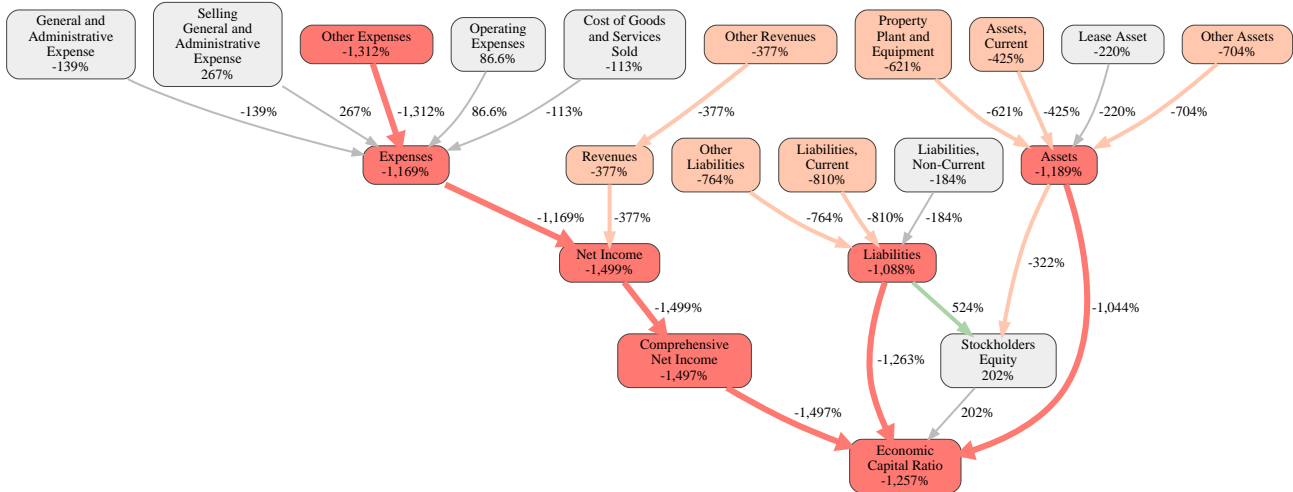 General and
Administrative
Expense
-139%
Selling
General and
Administrative
Expense
267%
Other Expenses
-1,312%
Operating
Expenses
86.6%
Cost of Goods
and Services
Sold
-113%
Other Revenues
-377%
Property
Plant and
Equipment
-621%
Assets,
Current
-425%
Lease Asset
-220%
Other Assets
-704%
-139%
267%
-1,312%
86.6%
-113%
-377%
-621%
-425%
-220%
-704%
Expenses
-1,169%
Revenues
-377%
Other
Liabilities
-764%
Liabilities,
Current
-810%
Liabilities,
Non-Current
-184%
Assets
-1,189%
-1,169%
-377%
-764%
-810%
-184%
Net Income
-1,499%
Liabilities
-1,088%
-322%
-1,499%
524%
-1,044%
Comprehensive
Net Income
-1,497%
-1,263%
Stockholders
Equity
202%
-1,497%
202%
Economic
Capital Ratio
-1,257%